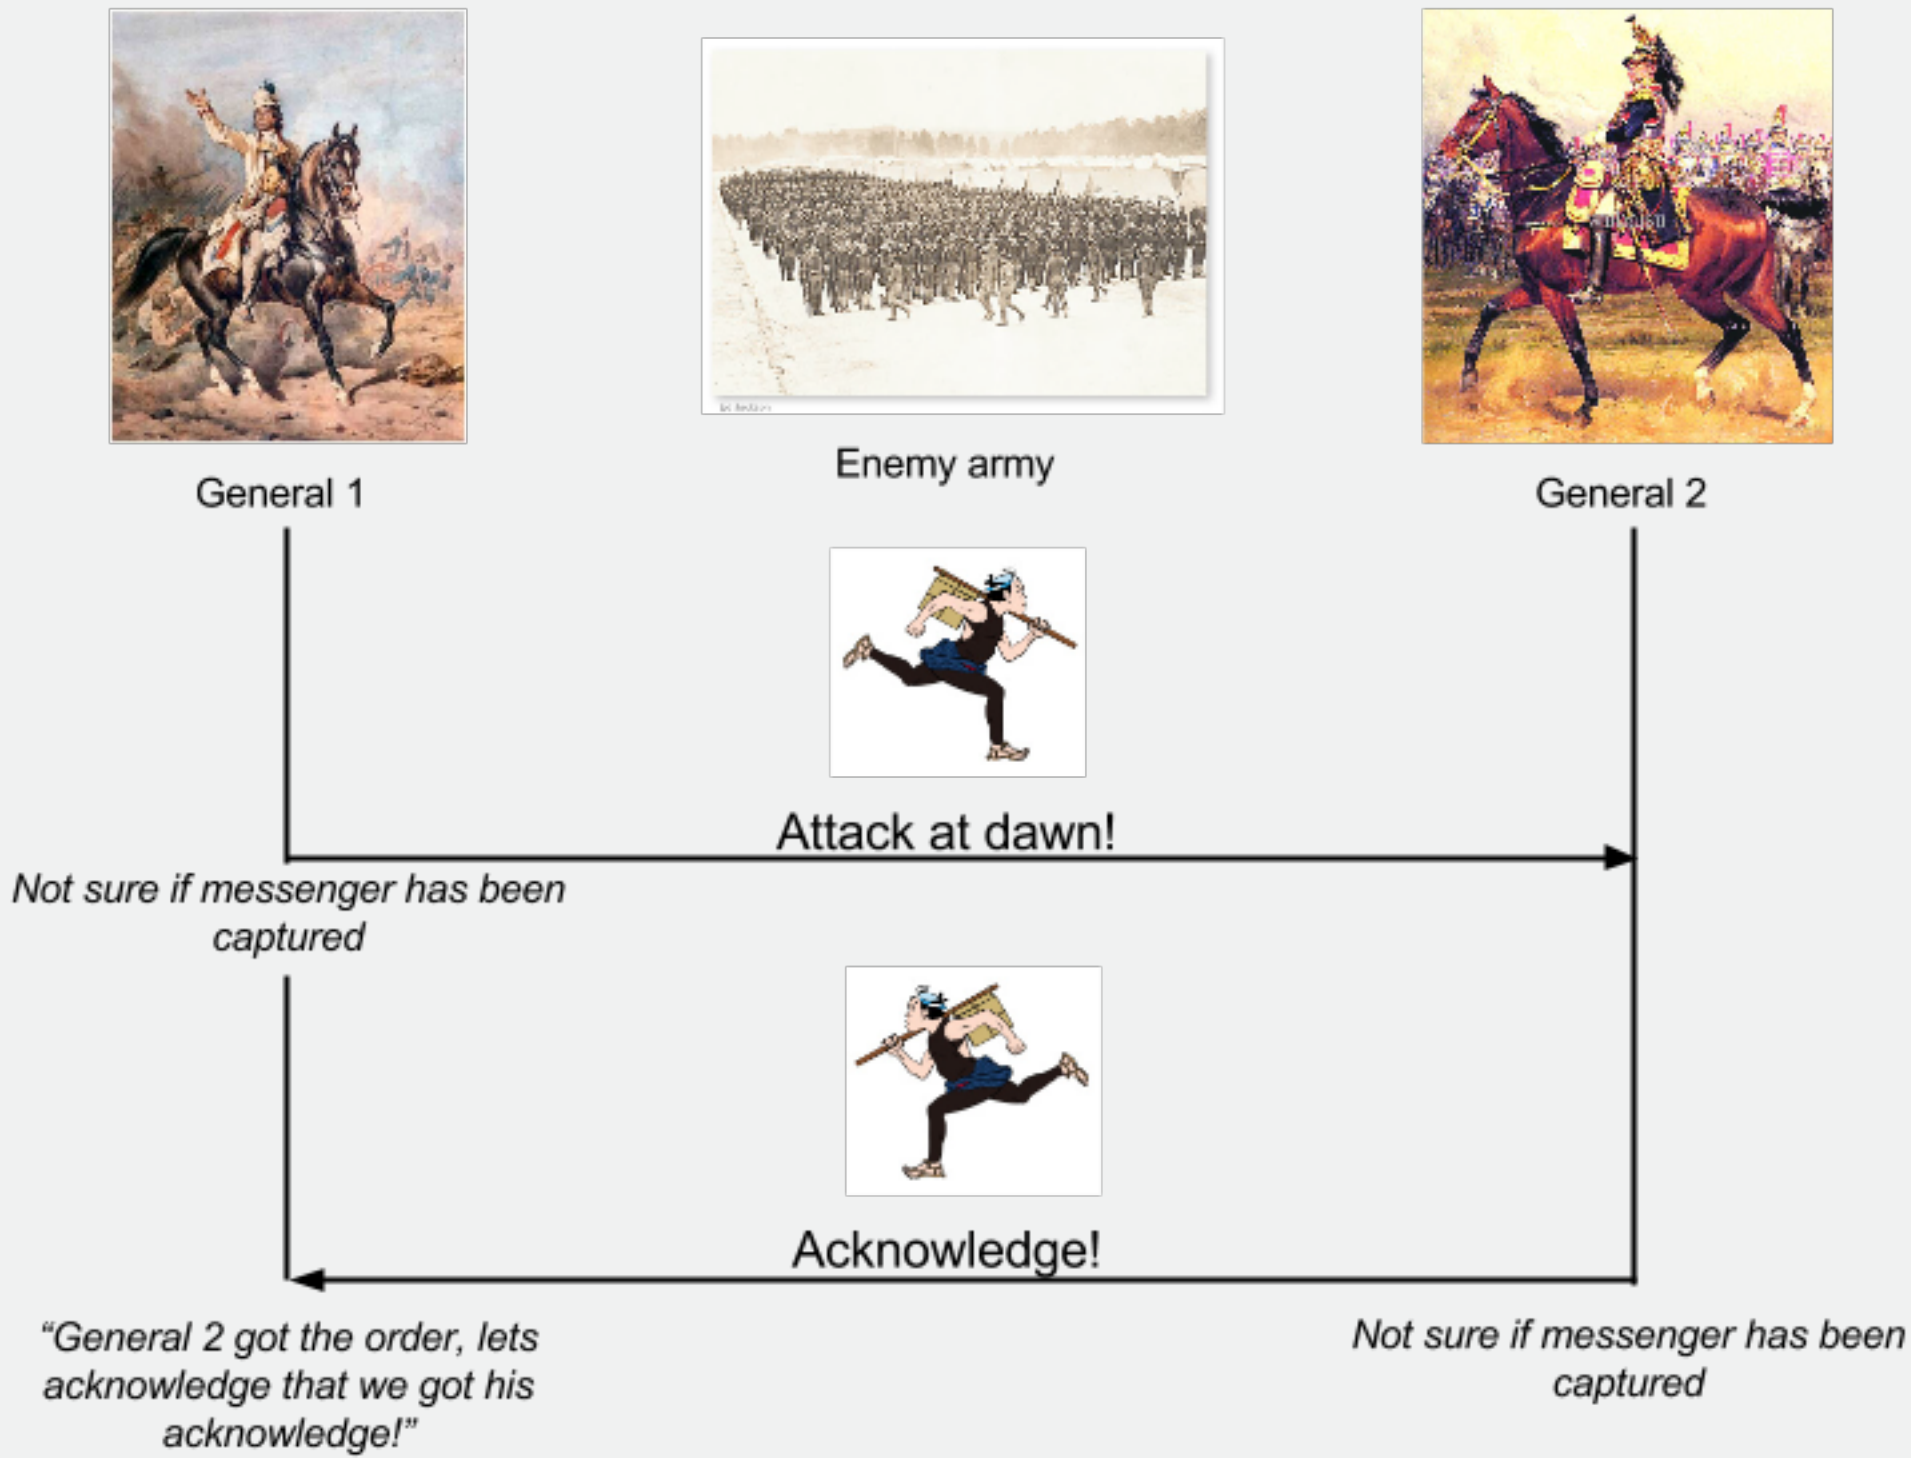 Enemy army
General 1
General 2
Attack at dawn!
Not sure if messenger has been
captured
Acknowledge!
“General 2 got the order, lets
acknowledge that we got his
acknowledge!”
Not sure if messenger has been
captured